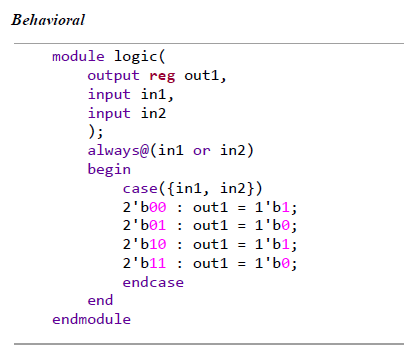 Behavioral
module logic(
output reg out1,
input in1,
input in2
);
always@(in1 or in2)
begin
case({in1, in2})
2'b00 : out1 = 1'b1;
2'b01 : out1 = 1'b0;
2'b10 : out1 = 1'b1;
2'b11 : out1 = 1'b0;
endcase
end
endmodule